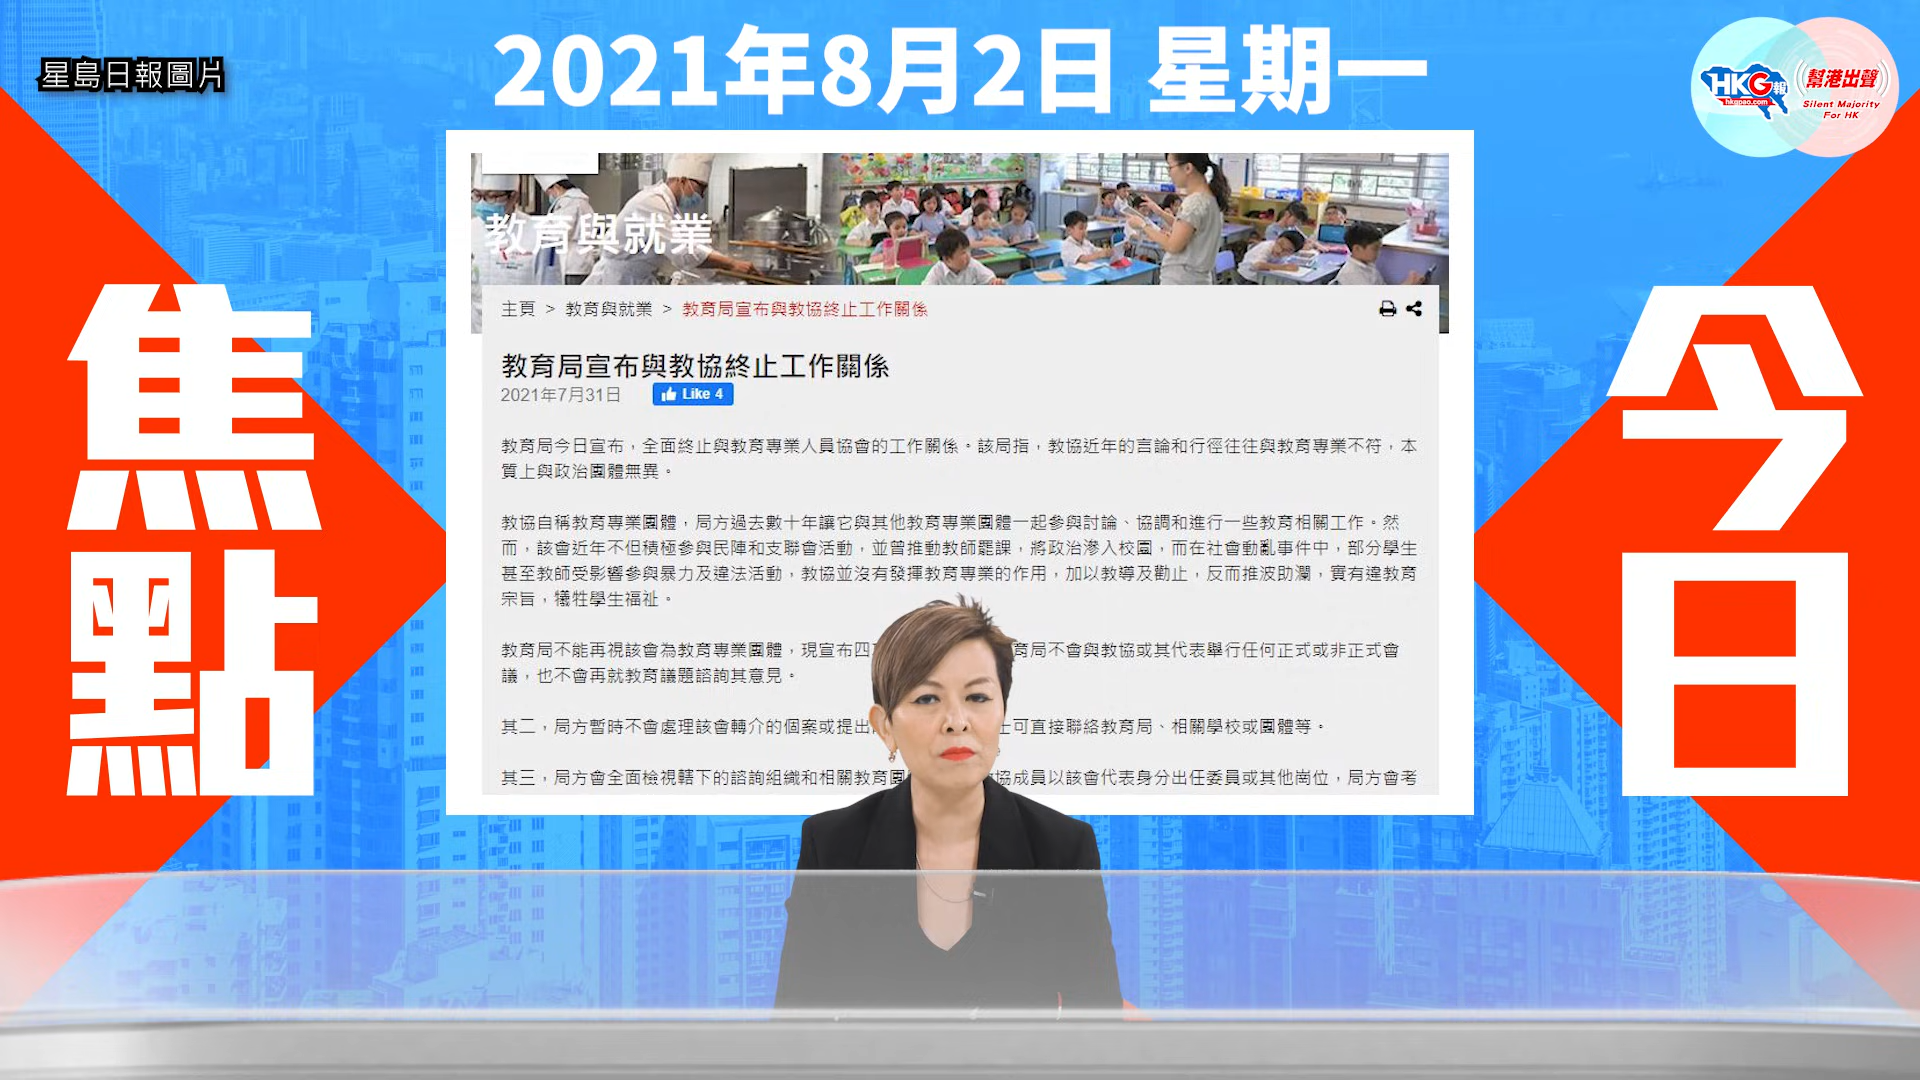 2021年8月2日 星期一
星島日報圖片
HKG報
hkgpao.com
幫港出聲
Silent Majority
For HK
今日
焦點
教育與就業
主頁 > 教育與就業 > 教育局宣布與教協終止工作關係
教育局宣布與教協終止工作關係
2021年7月31日
Like 4
教育局今日宣布，全面終止與教育專業人員協會的工作關係。該局指，教協近年的言論和行徑往往與教育專業不符，本
質上與政治團體無異。
教協自稱教育專業團體，局方過去數十年讓它與其他教育專業團體一起參與討論、協調和進行一些教育相關工作。然
而，該會近年不但積極參與民陣和支聯會活動，並曾推動教師罷課，將政治滲入校園，而在社會動亂事件中，部分學生
甚至教師受影響參與暴力及違法活動，教協並沒有發揮教育專業的作用，加以教導及勸止，反而推波助瀾，實有違教育
宗旨，犧牲學生福祉。
教育局不能再視該會為教育專業團體，現宣布四 育局不會與教協或其代表舉行任何正式或非正式會
議，也不會再就教育議題諮詢其意見。
其二，局方暫時不會處理該會轉介的個案或提出 士可直接聯絡教育局、相關學校或團體等。
其三，局方會全面檢視轄下的諮詢組織和相關教育團 協成員以該會代表身分出任委員或其他崗位，局方會考